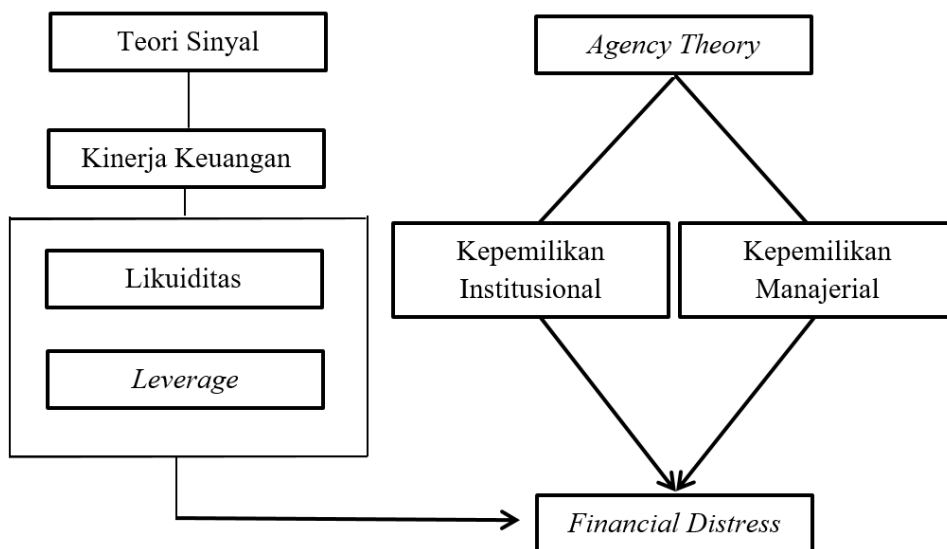 Teori Sinyal
Agency Theory
Kinerja Keuangan
Likuiditas
Leverage
Kepemilikan
Institusional
Kepemilikan
Manajerial
Financial Distress